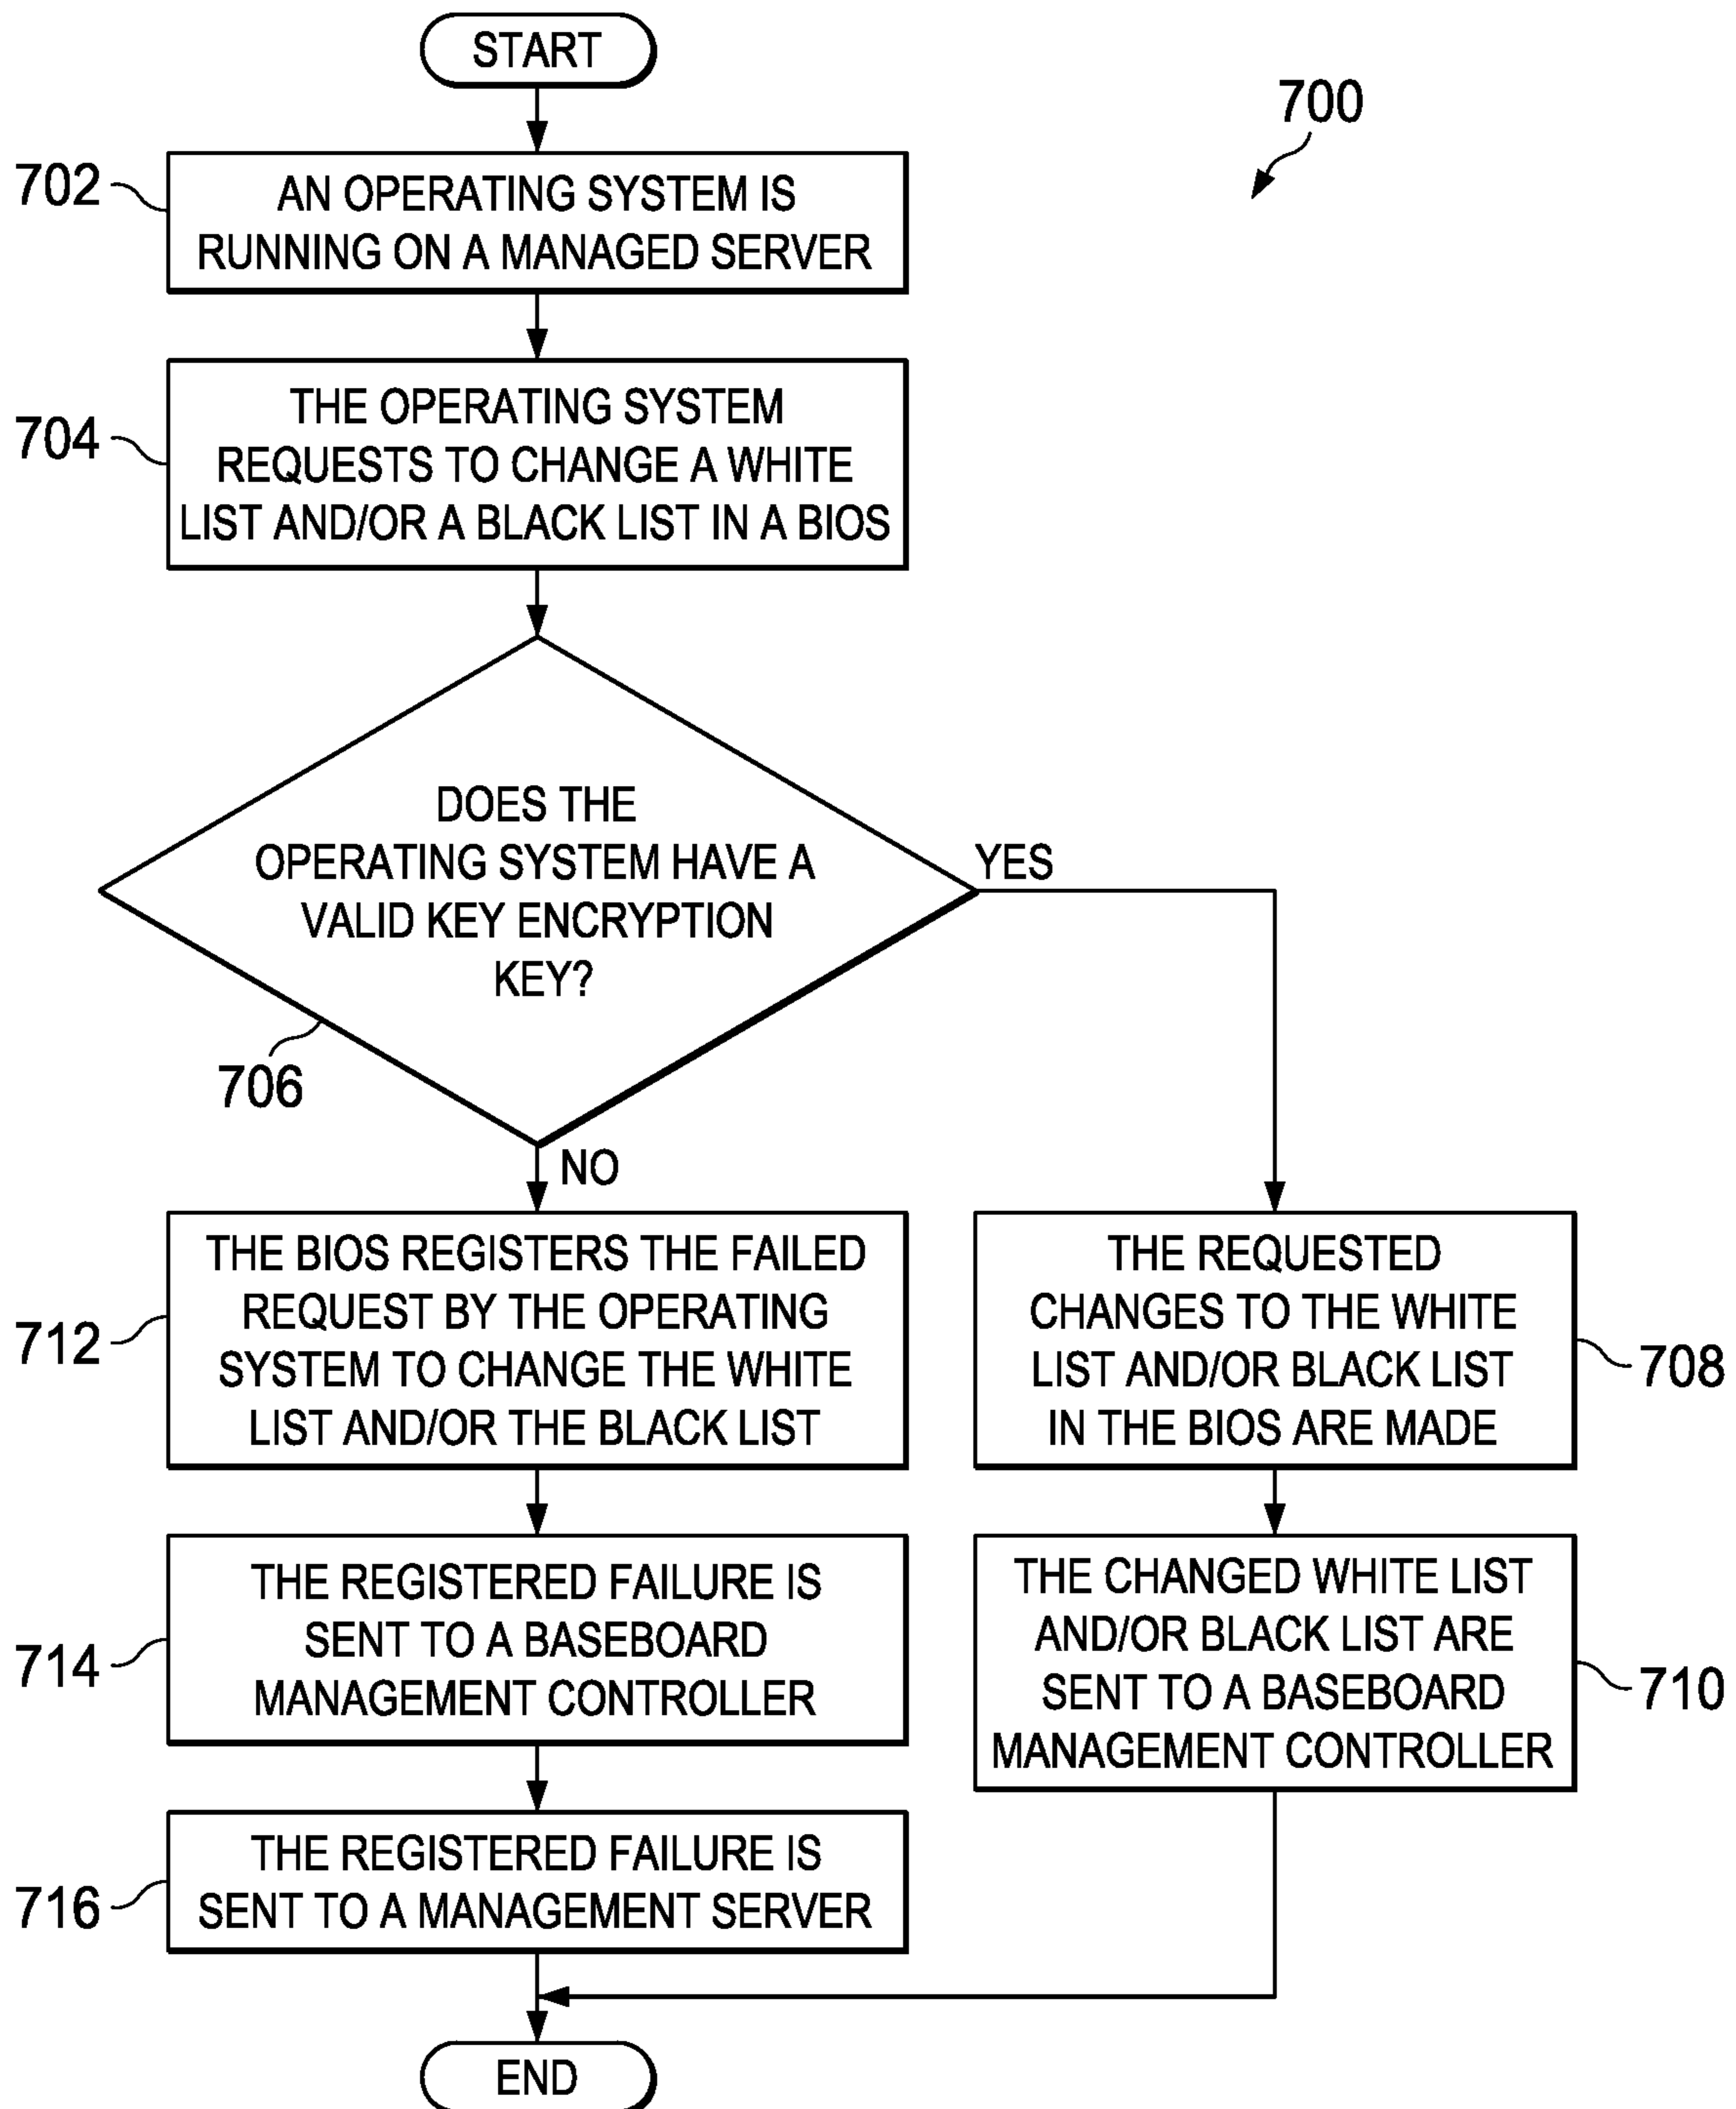 START
700
702
AN OPERATING SYSTEM IS
RUNNING ON A MANAGED SERVER
704
THE OPERATING SYSTEM
REQUESTS TO CHANGE A WHITE
LIST AND/OR A BLACK LIST IN A BIOS
DOES THE
OPERATING SYSTEM HAVE A
VALID KEY ENCRYPTION
KEY?
706
YES
NO
712
THE BIOS REGISTERS THE FAILED
REQUEST BY THE OPERATING
SYSTEM TO CHANGE THE WHITE
LIST AND/OR THE BLACK LIST
THE REQUESTED
CHANGES TO THE WHITE
LIST AND/OR BLACK LIST
IN THE BIOS ARE MADE
708
714
THE REGISTERED FAILURE IS
SENT TO A BASEBOARD
MANAGEMENT CONTROLLER
THE CHANGED WHITE LIST
AND/OR BLACK LIST ARE
SENT TO A BASEBOARD
MANAGEMENT CONTROLLER
710
716
THE REGISTERED FAILURE IS
SENT TO A MANAGEMENT SERVER
END